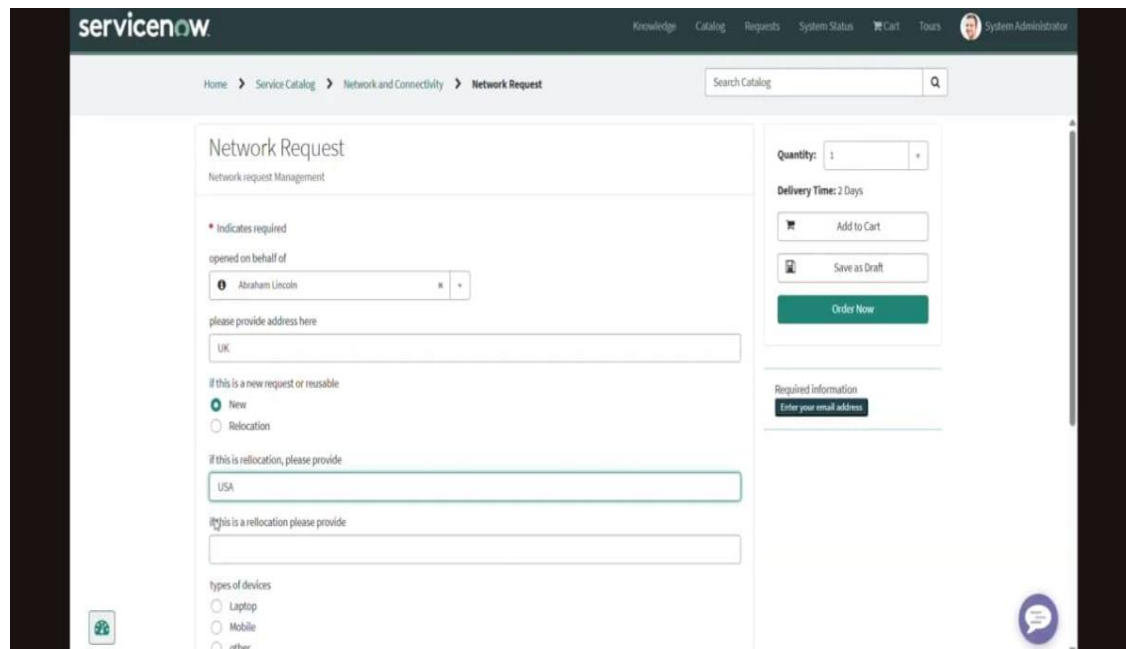 servicenow.
Knowledge Catalog Requests System Status Cart Tours System Administrator
Home > Service Catalog > Network and Connectivity > Network Request
Search Catalog
Network Request
Network request Management
* Indicates required
opened on behalf of
Abraham Lincoln
please provide address here
UK
if this is a new request or reusable
New
Relocation
if this is rellocation, please provide
USA
if this is a rellocation please provide
types of devices
Laptop
Mobile
other
Quantity: 1
Delivery Time: 2 Days
Add to Cart
Save as Draft
Order Now
Required information
Enter your email address